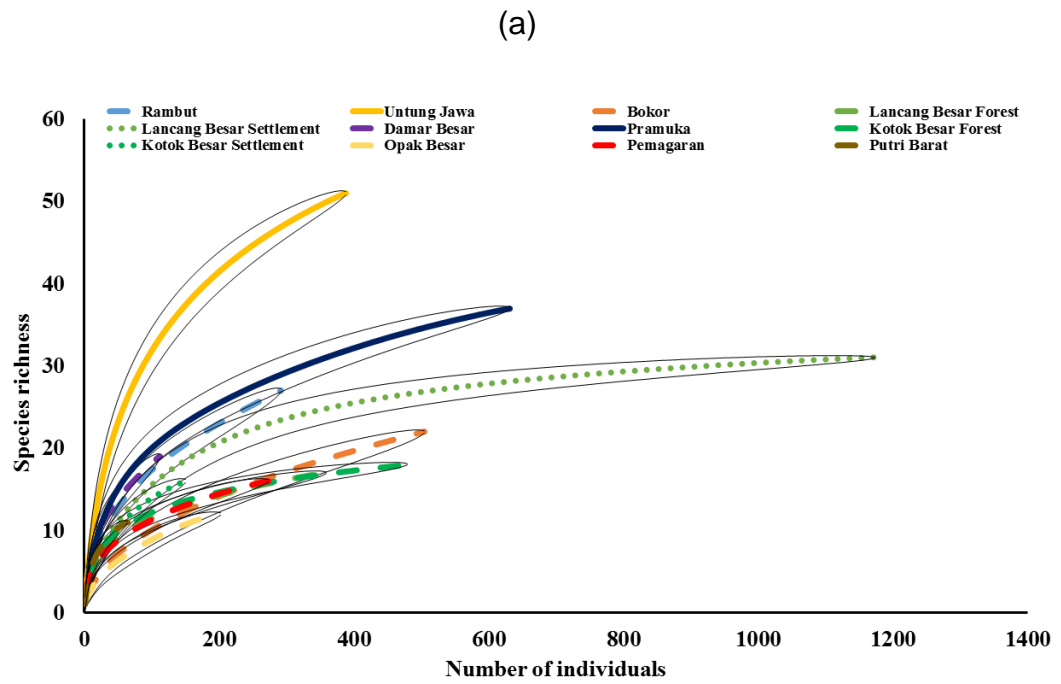 (a)
Rambut Untung Jawa Bokor Lancang Besar Forest
Lancang Besar Settlement Damar Besar Pramuka Kotok Besar Forest
Kotok Besar Settlement Opak Besar Pemagaran Putri Barat
60
50
40
30
20
10
0
Species richness
0 200 400 600 800 1000 1200 1400
Number of individuals